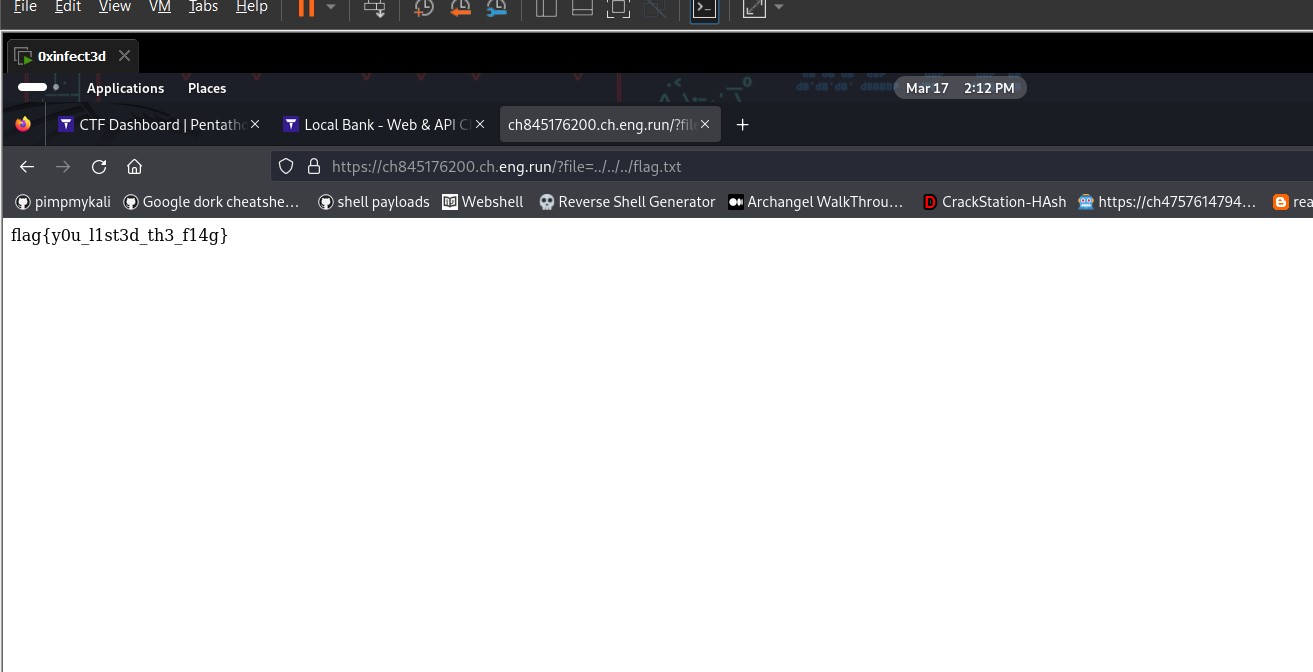 File Edit View VM Tabs Help
0xinfect3d
Applications Places Mar 17 2:12 PM
CTF Dashboard | Pentatho Local Bank - Web & API C ch845176200.ch.eng.run/?file
https://ch845176200.ch.eng.run/?file=../../../flag.txt
pimpmykali Google dork cheatshe… shell payloads Webshell Reverse Shell Generator Archangel WalkThrou… CrackStation-HAsh https://ch4757614794… rea
flag{y0u_l1st3d_th3_f14g}